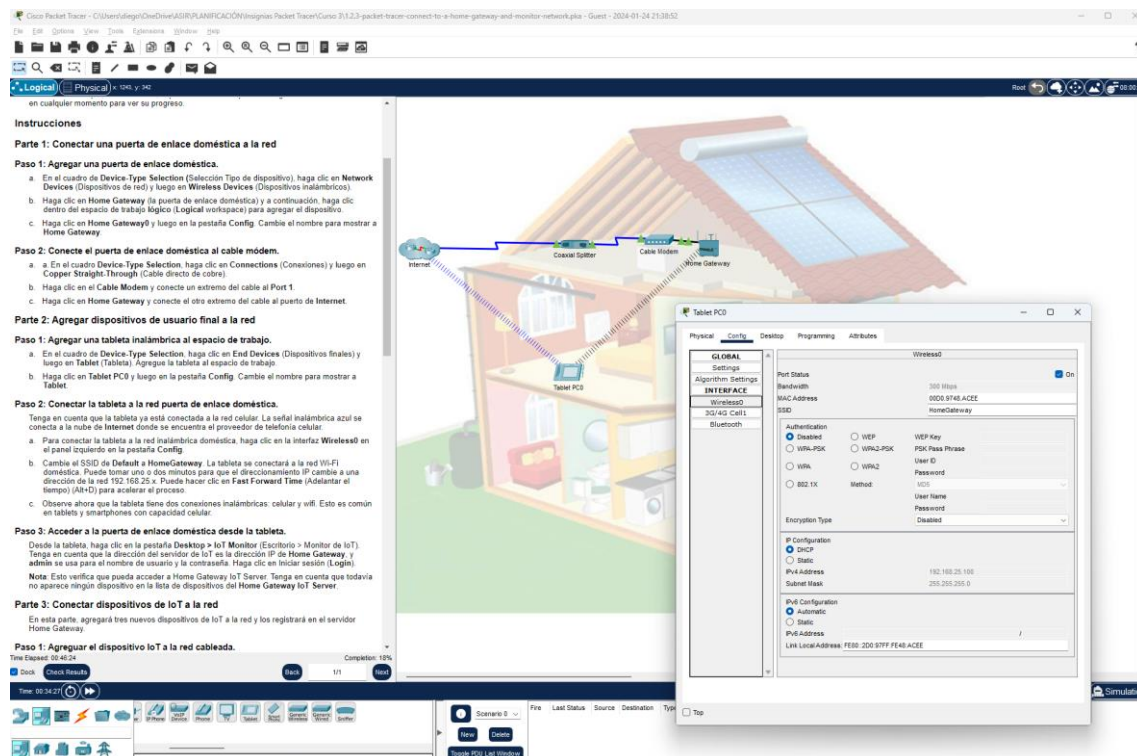 Cisco Packet Tracer - C:\Users\diego\OneDrive\ASIR\PLANIFICACIÓN\Insignias Packet Tracer\Curso 3\1.2.3-packet-tracer-connect-to-a-home-gateway-and-monitor-network.pka - Guest - 2024-01-24 21:38:52
File Edit Options View Tools Extensions Window Help
Logical Physical x: 1243, y: 342
Root
08:00
en cualquier momento para ver su progreso.
Instrucciones
Parte 1: Conectar una puerta de enlace doméstica a la red
Paso 1: Agregar una puerta de enlace doméstica.
a. En el cuadro de Device-Type Selection (Selección Tipo de dispositivo), haga clic en Network
Devices (Dispositivos de red) y luego en Wireless Devices (Dispositivos inalámbricos).
b. Haga clic en Home Gateway (la puerta de enlace doméstica) y a continuación, haga clic
dentro del espacio de trabajo lógico (Logical workspace) para agregar el dispositivo.
c. Haga clic en Home Gateway0 y luego en la pestaña Config. Cambie el nombre para mostrar a
Home Gateway.
Paso 2: Conecte el puerta de enlace doméstica al cable módem.
a. a. En el cuadro Device-Type Selection, haga clic en Connections (Conexiones) y luego en
Copper Straight-Through (Cable directo de cobre).
b. Haga clic en el Cable Modem y conecte un extremo del cable al Port 1.
c. Haga clic en Home Gateway y conecte el otro extremo del cable al puerto de Internet.
Parte 2: Agregar dispositivos de usuario final a la red
Paso 1: Agregar una tableta inalámbrica al espacio de trabajo.
a. En el cuadro de Device-Type Selection, haga clic en End Devices (Dispositivos finales) y
luego en Tablet (Tableta). Agregue la tableta al espacio de trabajo.
b. Haga clic en Tablet PC0 y luego en la pestaña Config. Cambie el nombre para mostrar a
Tablet.
Paso 2: Conectar la tableta a la red puerta de enlace doméstica.
Tenga en cuenta que la tableta ya está conectada a la red celular. La señal inalámbrica azul se
conecta a la nube de Internet donde se encuentra el proveedor de telefonía celular.
a. Para conectar la tableta a la red inalámbrica doméstica, haga clic en la interfaz Wireless0 en
el panel izquierdo en la pestaña Config.
b. Cambie el SSID de Default a HomeGateway. La tableta se conectará a la red Wi-Fi
doméstica. Puede tomar uno o dos minutos para que el direccionamiento IP cambie a una
dirección de la red 192.168.25.x. Puede hacer clic en Fast Forward Time (Adelantar el
tiempo) (Alt+D) para acelerar el proceso.
c. Observe ahora que la tableta tiene dos conexiones inalámbricas: celular y wifi. Esto es común
en tablets y smartphones con capacidad celular.
Paso 3: Acceder a la puerta de enlace doméstica desde la tableta.
Desde la tableta, haga clic en la pestaña Desktop > IoT Monitor (Escritorio > Monitor de IoT).
Tenga en cuenta que la dirección del servidor de IoT es la dirección IP de Home Gateway, y
admin se usa para el nombre de usuario y la contraseña. Haga clic en Iniciar sesión (Login).
Nota: Esto verifica que pueda acceder a Home Gateway IoT Server. Tenga en cuenta que todavía
no aparece ningún dispositivo en la lista de dispositivos del Home Gateway IoT Server.
Parte 3: Conectar dispositivos de IoT a la red
En esta parte, agregará tres nuevos dispositivos de IoT a la red y los registrará en el servidor
Home Gateway.
Paso 1: Agreguar el dispositivo IoT a la red cableada.
Time Elapsed: 00:46:24 Completion: 18%
Dock Check Results Back 1/1 Next
Internet
Coaxial Splitter
Cable Modem
Home Gateway
Tablet PC0
Tablet PC0
Physical Config Desktop Programming Attributes
GLOBAL
Settings
Algorithm Settings
INTERFACE
Wireless0
3G/4G Cell1
Bluetooth
Wireless0
Port Status On
Bandwidth 300 Mbps
MAC Address 00D0.9748.ACEE
SSID HomeGateway
Authentication
Disabled WEP WEP Key
WPA-PSK WPA2-PSK PSK Pass Phrase
User ID
WPA WPA2 Password
802.1X Method: MD5
User Name
Password
Encryption Type Disabled
IP Configuration
DHCP
Static
IPv4 Address 192.168.25.106
Subnet Mask 255.255.255.0
IPv6 Configuration
Automatic
Static
IPv6 Address /
Link Local Address: FE80::2D0:97FF:FE48:ACEE
Top
Time: 00:34:27
Simulati
IP Phone VoIP Device Phone TV Tablet Generic Wireless Generic Wired Sniffer
Scenario 0
New Delete
Toggle PDU List Window
Fire Last Status Source Destination Typ